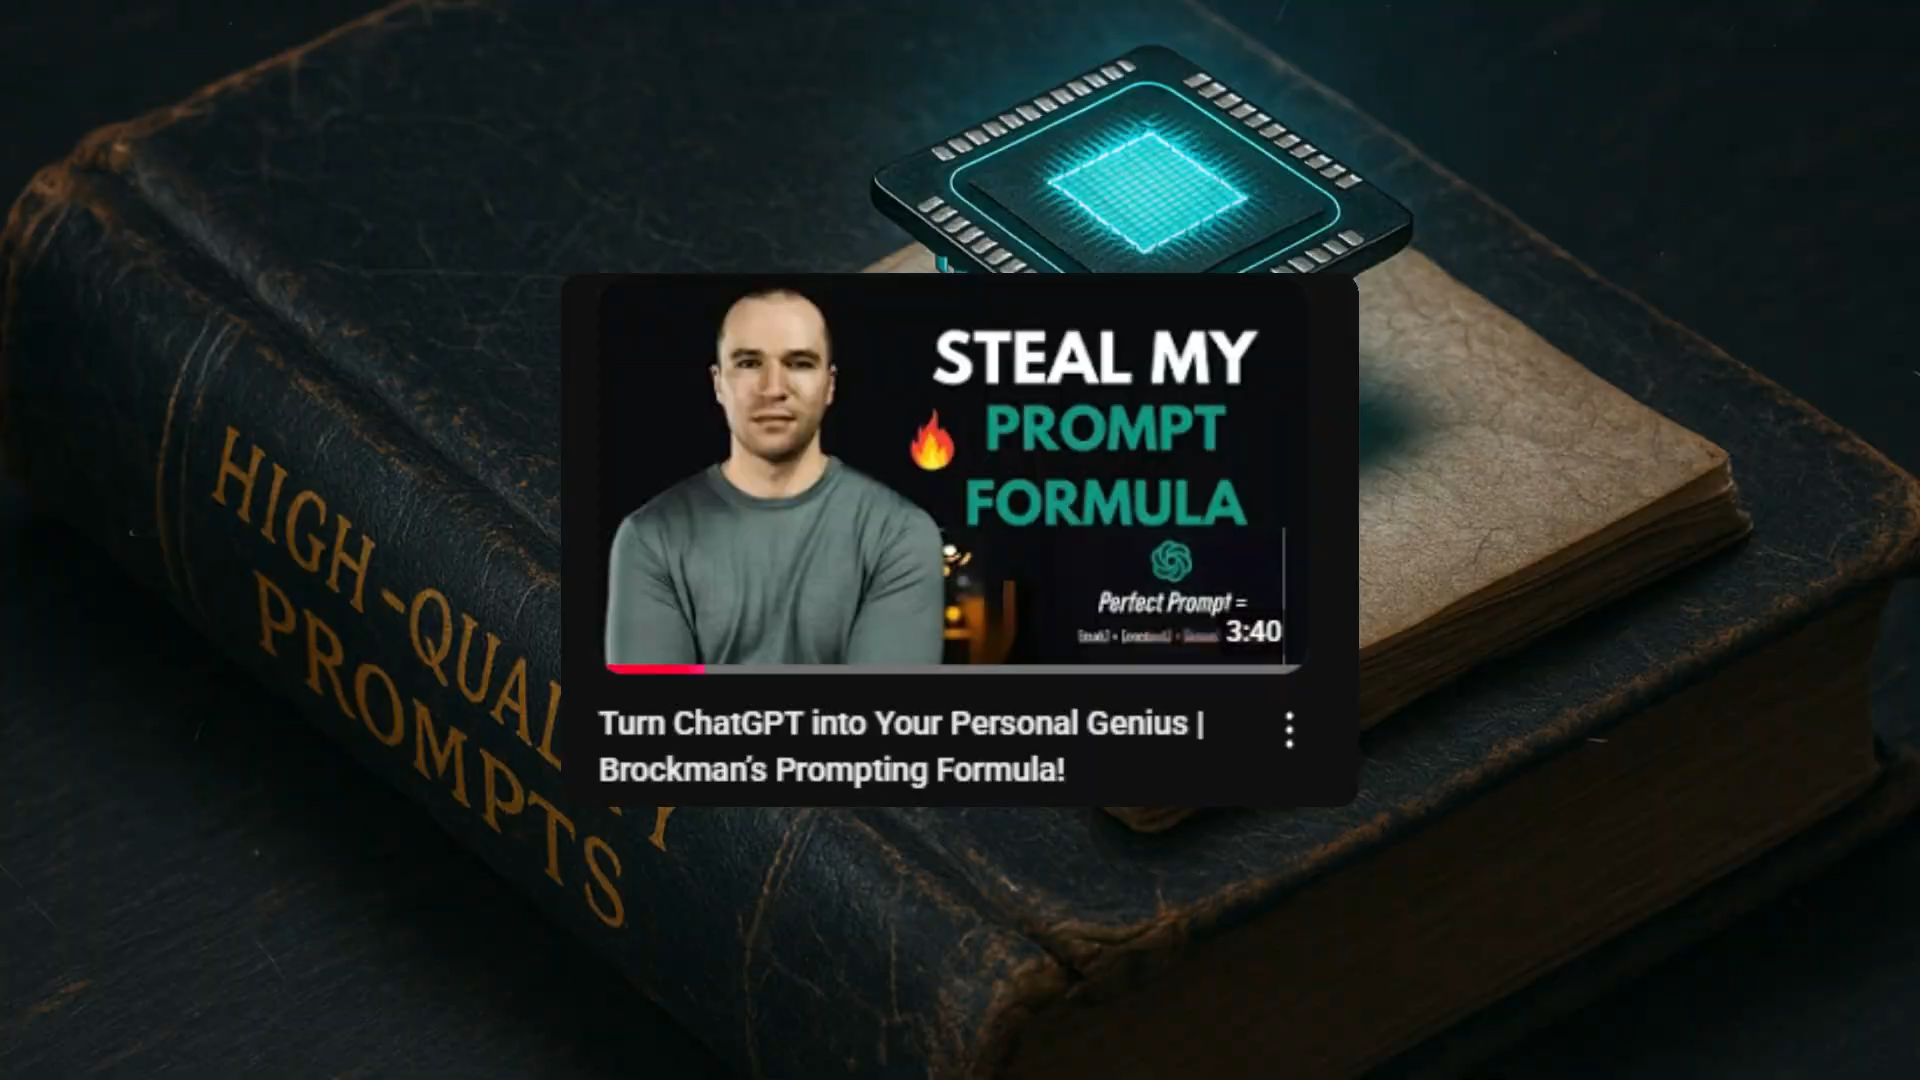 HIGH-QUAL Y
PROMPTS
STEAL MY
PROMPT
FORMULA
Perfect Prompt =
3:40
Turn ChatGPT into Your Personal Genius |
Brockman’s Prompting Formula!